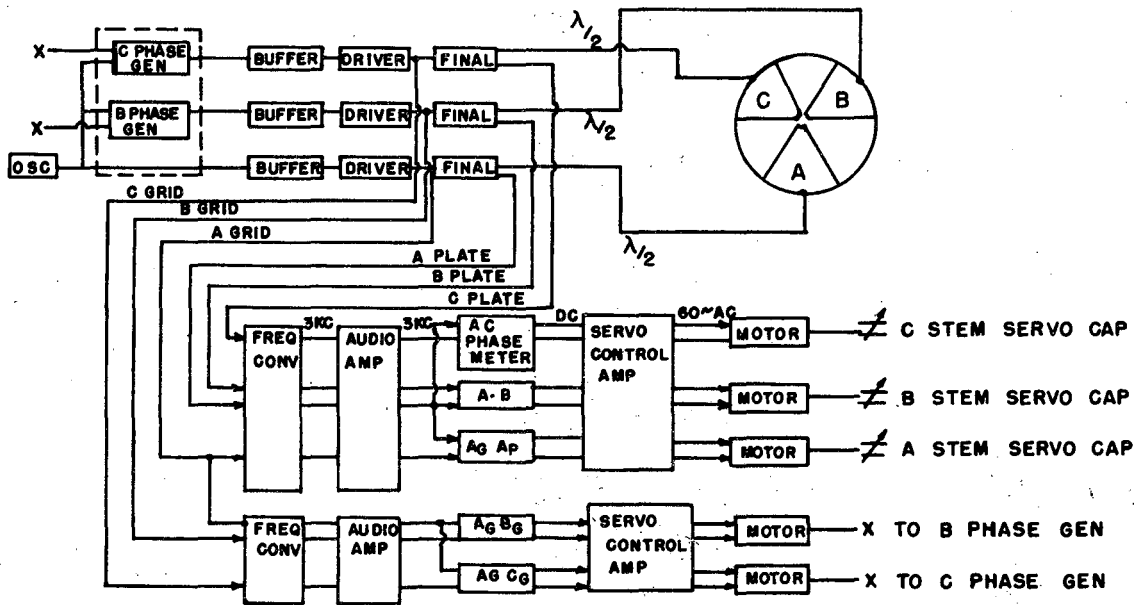 λ/2
X
C PHASE
GEN
BUFFER
DRIVER
FINAL
C
B
X
B PHASE
GEN
BUFFER
DRIVER
FINAL
λ/2
OSC
BUFFER
DRIVER
FINAL
A
C GRID
B GRID
A GRID
λ/2
A PLATE
B PLATE
C PLATE
FREQ
CONV
3KC
AUDIO
AMP
3KC
AC
PHASE
METER
DC
SERVO
CONTROL
AMP
60~AC
MOTOR
C STEM SERVO CAP
A-B
MOTOR
B STEM SERVO CAP
AG AP
MOTOR
A STEM SERVO CAP
FREQ
CONV
AUDIO
AMP
AG BG
SERVO
CONTROL
AMP
MOTOR
X TO B PHASE GEN
AG CG
MOTOR
X TO C PHASE GEN